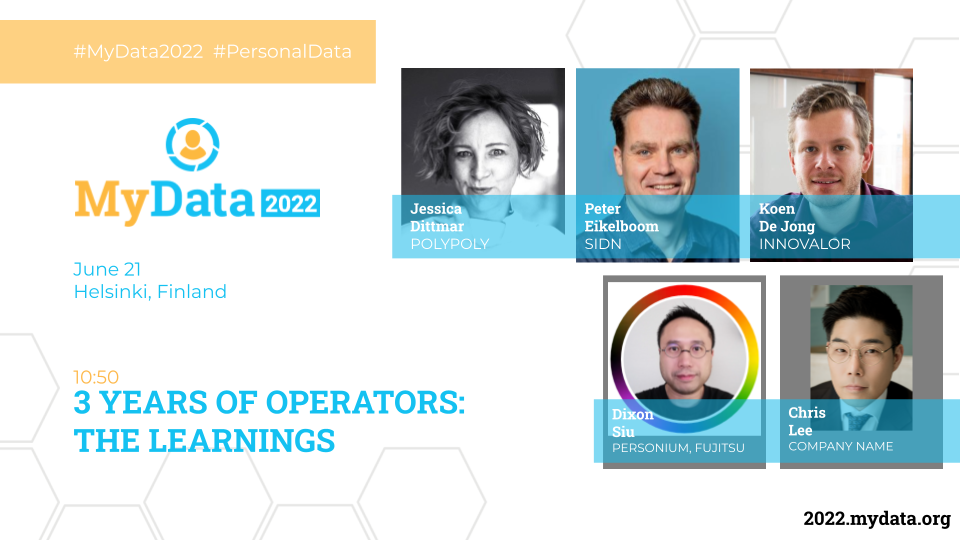 #MyData2022 #PersonalData
MyData 2022
June 21
Helsinki, Finland
10:50
3 YEARS OF OPERATORS:
THE LEARNINGS
Jessica
Dittmar
POLYPOLY
Peter
Eikelboom
SIDN
Koen
De Jong
INNOVALOR
Dixon
Siu
PERSONIUM, FUJITSU
Chris
Lee
COMPANY NAME
2022.mydata.org